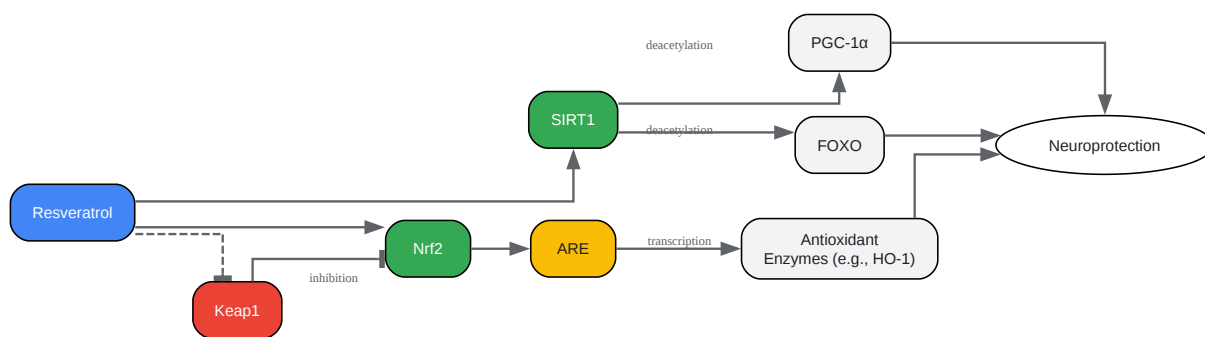 PGC-1α
deacetylation
SIRT1
deacetylation
FOXO
Neuroprotection
Resveratrol
Nrf2
ARE
transcription
Antioxidant
Enzymes (e.g., HO-1)
inhibition
Keap1